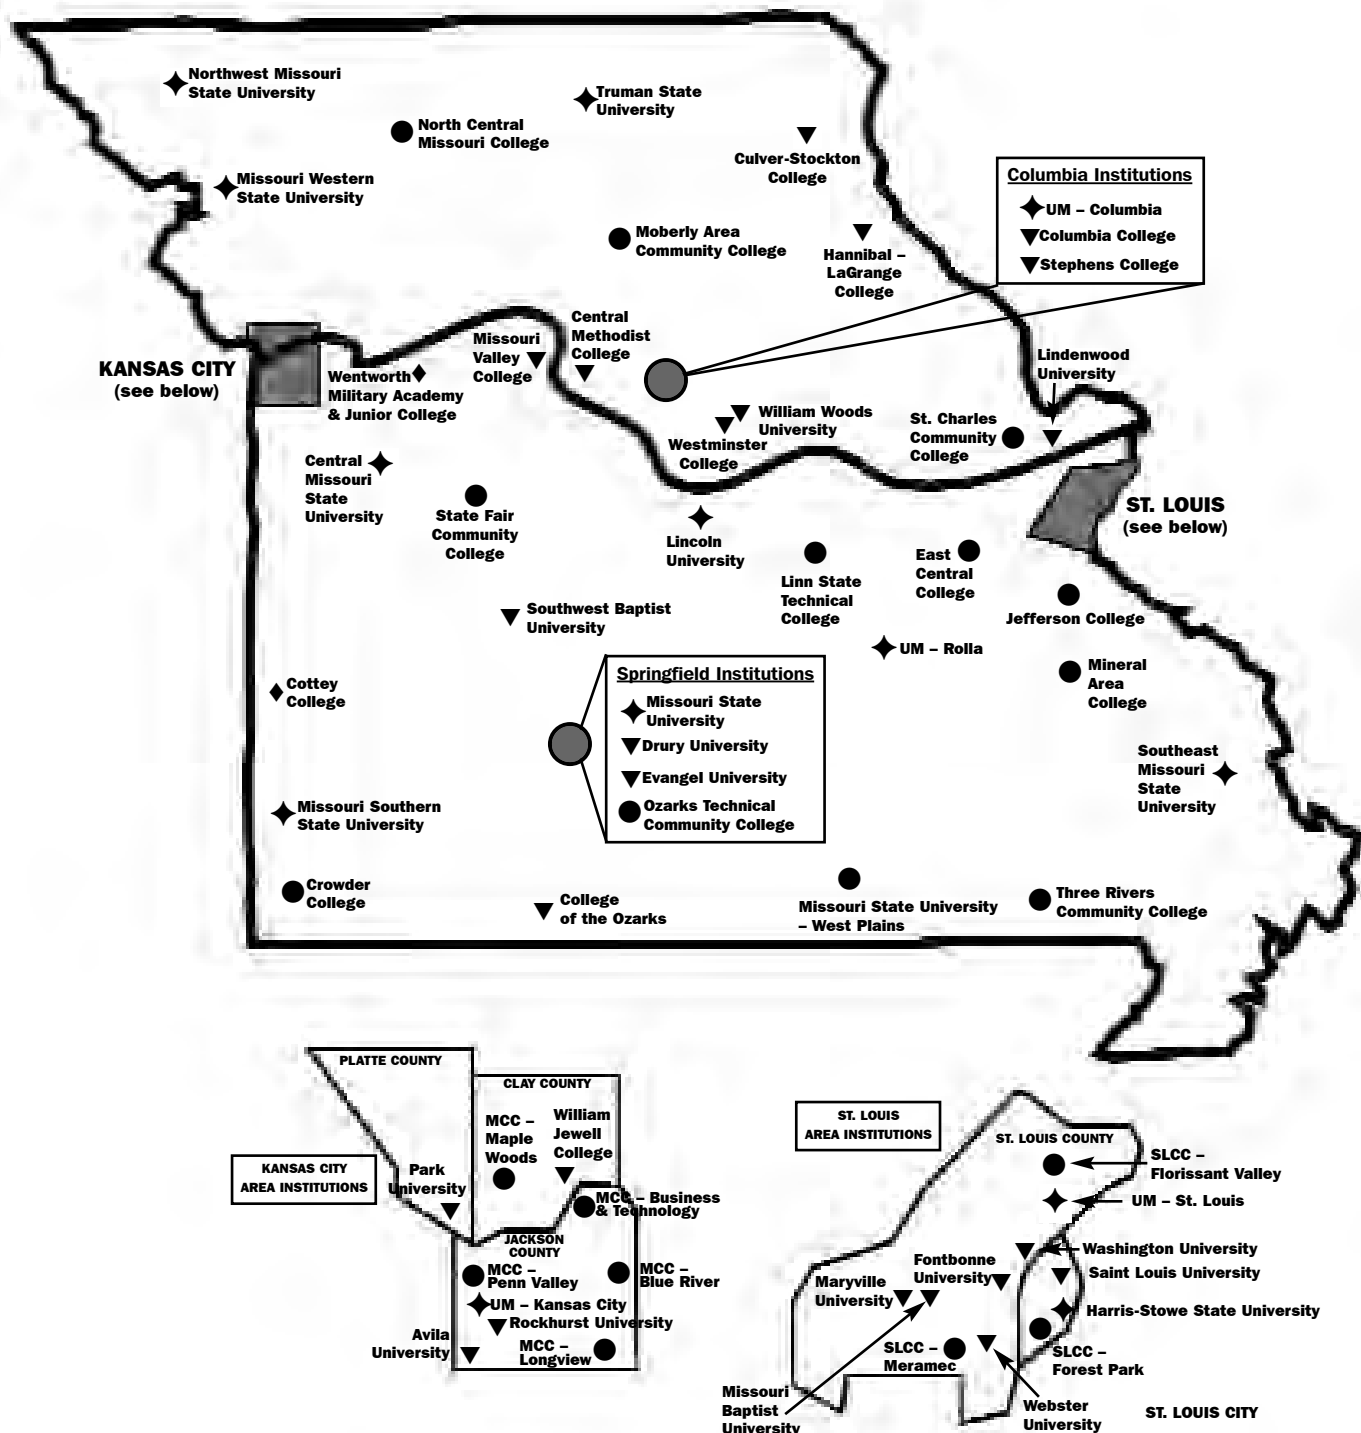 Northwest Missouri
State University
Truman State
University
North Central
Missouri College
Culver-Stockton
College
Missouri Western
State University
Columbia Institutions
UM – Columbia
Columbia College
Stephens College
Moberly Area
Community College
Hannibal –
LaGrange
College
Central
Methodist
College
Missouri
Valley
College
KANSAS CITY
(see below)
Wentworth
Military Academy
& Junior College
Lindenwood
University
William Woods
University
Westminster
College
St. Charles
Community
College
Central
Missouri
State
University
State Fair
Community
College
ST. LOUIS
(see below)
Lincoln
University
Linn State
Technical
College
East
Central
College
Jefferson College
Southwest Baptist
University
UM – Rolla
Mineral
Area
College
Cottey
College
Springfield Institutions
Missouri State
University
Drury University
Evangel University
Ozarks Technical
Community College
Southeast
Missouri
State
University
Missouri Southern
State University
Crowder
College
College
of the Ozarks
Missouri State University
– West Plains
Three Rivers
Community College
PLATTE COUNTY
CLAY COUNTY
MCC –
Maple
Woods
William
Jewell
College
KANSAS CITY
AREA INSTITUTIONS
Park
University
MCC – Business
& Technology
JACKSON
COUNTY
MCC –
Penn Valley
MCC –
Blue River
UM – Kansas City
Rockhurst University
Avila
University
MCC –
Longview
ST. LOUIS
AREA INSTITUTIONS
ST. LOUIS COUNTY
SLCC –
Florissant Valley
UM – St. Louis
Washington University
Fontbonne
University
Saint Louis University
Maryville
University
Harris-Stowe State University
SLCC –
Meramec
SLCC –
Forest Park
Missouri
Baptist
University
Webster
University
ST. LOUIS CITY